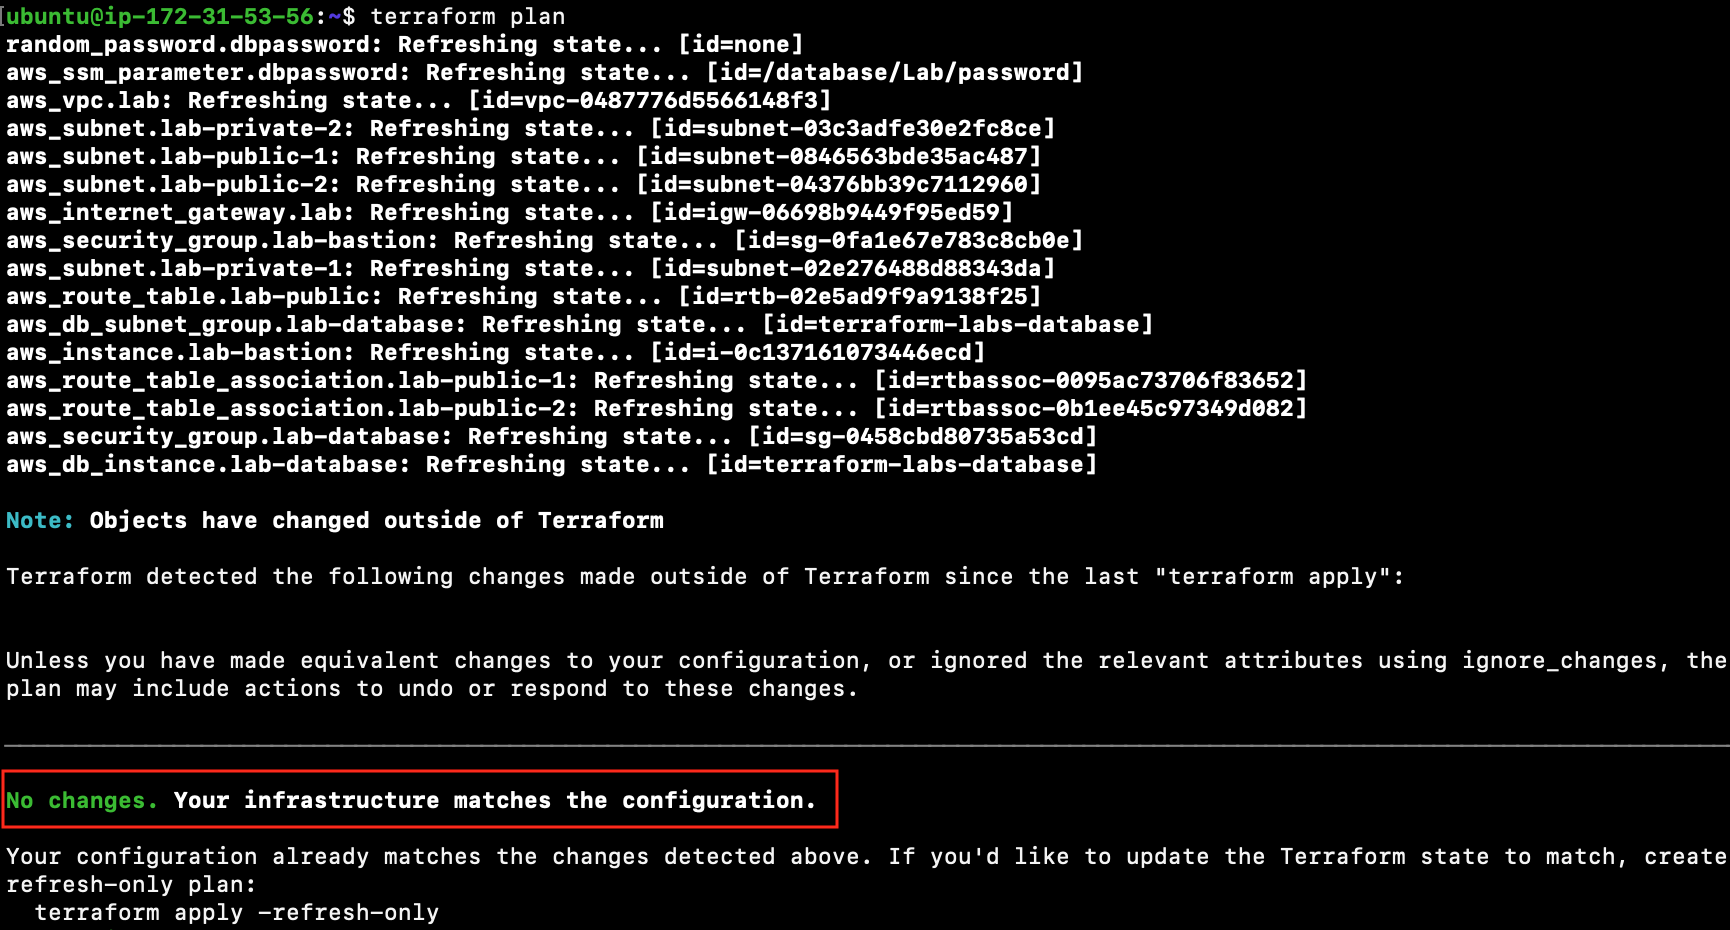 ubuntu@ip-172-31-53-56:~$ terraform plan
random_password.dbpassword: Refreshing state... [id=none]
aws_ssm_parameter.dbpassword: Refreshing state... [id=/database/Lab/password]
aws_vpc.lab: Refreshing state... [id=vpc-0487776d5566148f3]
aws_subnet.lab-private-2: Refreshing state... [id=subnet-03c3adfe30e2fc8ce]
aws_subnet.lab-public-1: Refreshing state... [id=subnet-0846563bde35ac487]
aws_subnet.lab-public-2: Refreshing state... [id=subnet-04376bb39c7112960]
aws_internet_gateway.lab: Refreshing state... [id=igw-06698b9449f95ed59]
aws_security_group.lab-bastion: Refreshing state... [id=sg-0fa1e67e783c8cb0e]
aws_subnet.lab-private-1: Refreshing state... [id=subnet-02e276488d88343da]
aws_route_table.lab-public: Refreshing state... [id=rtb-02e5ad9f9a9138f25]
aws_db_subnet_group.lab-database: Refreshing state... [id=terraform-labs-database]
aws_instance.lab-bastion: Refreshing state... [id=i-0c137161073446ecd]
aws_route_table_association.lab-public-1: Refreshing state... [id=rtbassoc-0095ac73706f83652]
aws_route_table_association.lab-public-2: Refreshing state... [id=rtbassoc-0b1ee45c97349d082]
aws_security_group.lab-database: Refreshing state... [id=sg-0458cbd80735a53cd]
aws_db_instance.lab-database: Refreshing state... [id=terraform-labs-database]
Note: Objects have changed outside of Terraform
Terraform detected the following changes made outside of Terraform since the last "terraform apply":
Unless you have made equivalent changes to your configuration, or ignored the relevant attributes using ignore_changes, the
plan may include actions to undo or respond to these changes.
No changes. Your infrastructure matches the configuration.
Your configuration already matches the changes detected above. If you'd like to update the Terraform state to match, create
refresh-only plan:
terraform apply -refresh-only